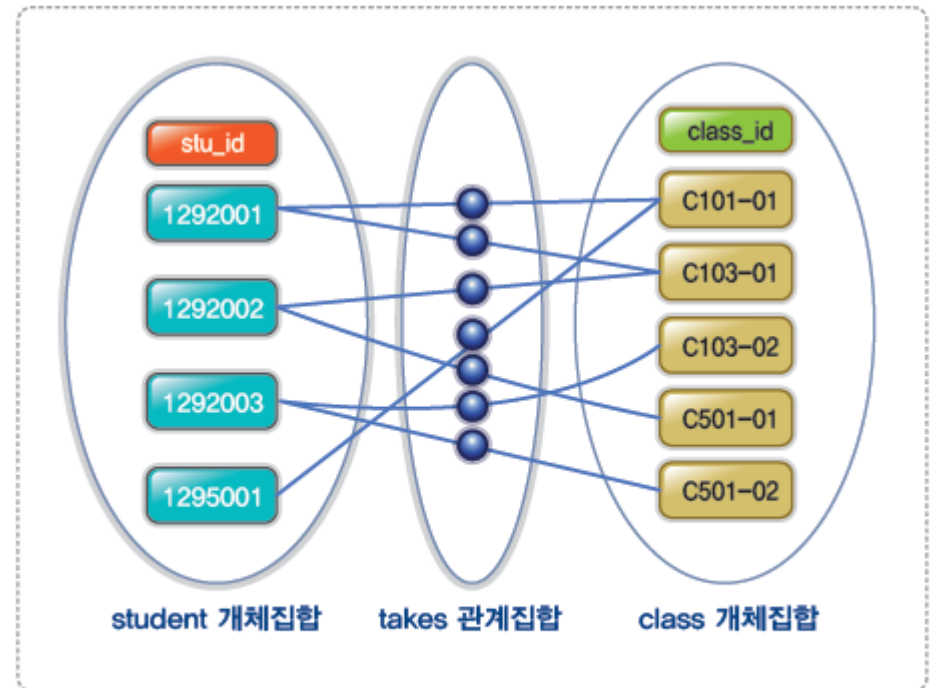 stu_id
1292001
1292002
1292003
1295001
class_id
C101-01
C103-01
C103-02
C501-01
C501-02
student 개체집합
takes 관계집합
class 개체집합